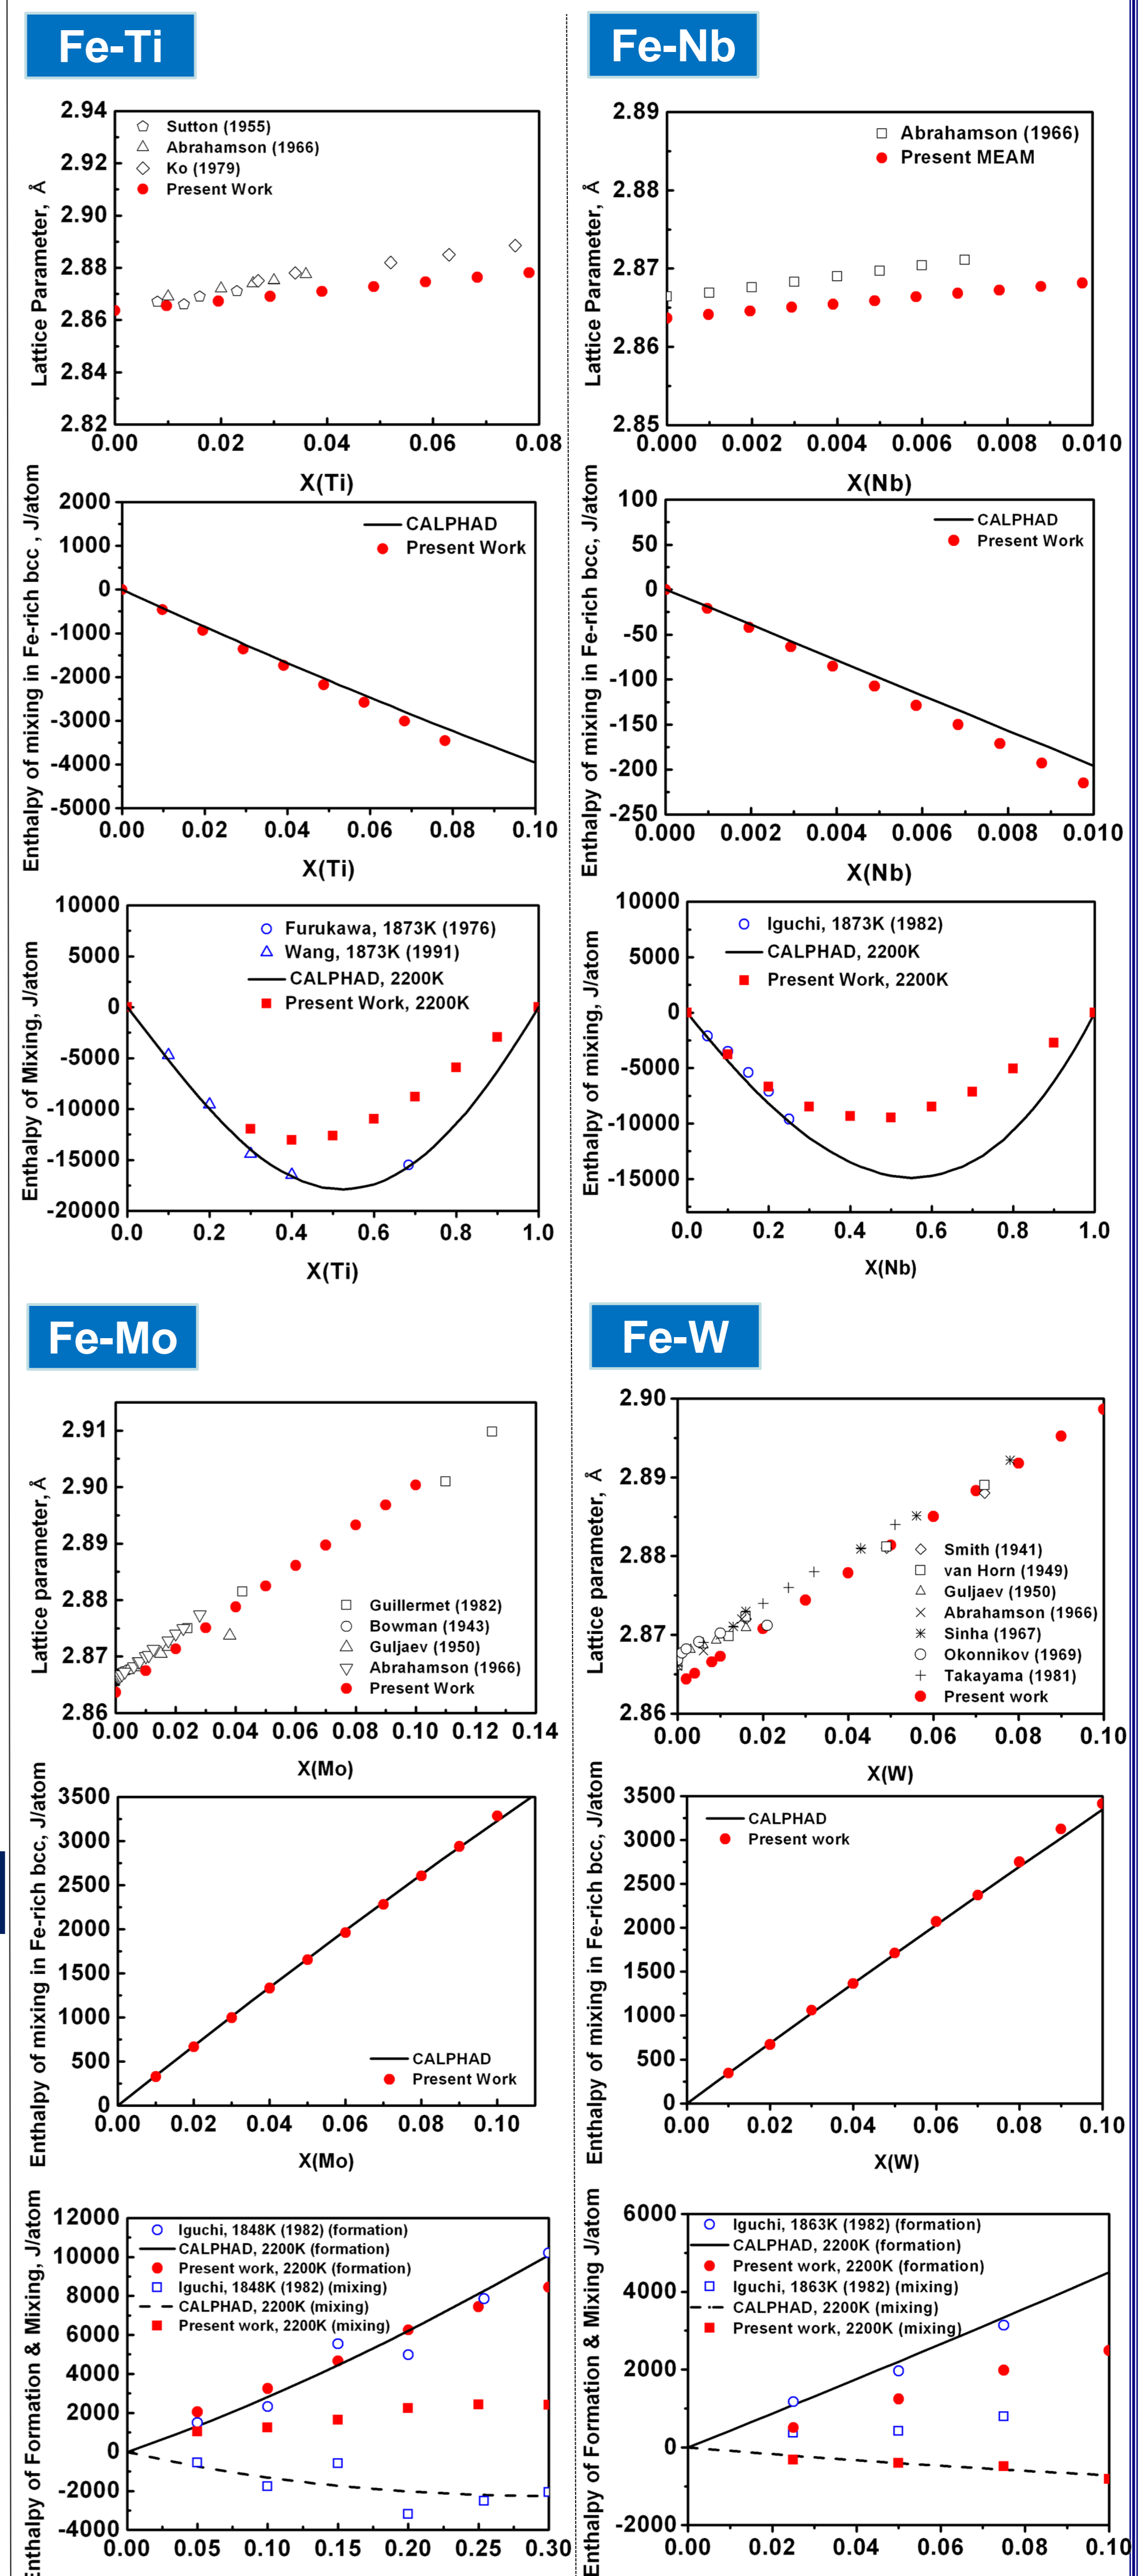 Fe-Ti
2.94
2.92
2.90
2.88
2.86
2.84
2.82
Lattice Parameter, Å
Sutton (1955)
Abrahamson (1966)
Ko (1979)
Present Work
0.00 0.02 0.04 0.06 0.08
X(Ti)
2000
1000
0
-1000
-2000
-3000
-4000
-5000
Enthalpy of mixing in Fe-rich bcc , J/atom
CALPHAD
Present Work
0.00 0.02 0.04 0.06 0.08 0.10
X(Ti)
10000
5000
0
-5000
-10000
-15000
-20000
Enthalpy of Mixing, J/atom
Furukawa, 1873K (1976)
Wang, 1873K (1991)
CALPHAD, 2200K
Present Work, 2200K
0.0 0.2 0.4 0.6 0.8 1.0
X(Ti)
Fe-Nb
2.89
2.88
2.87
2.86
2.85
Lattice Parameter, Å
Abrahamson (1966)
Present MEAM
0.000 0.002 0.004 0.006 0.008 0.010
X(Nb)
100
50
0
-50
-100
-150
-200
-250
Enthalpy of mixing in Fe-rich bcc, J/atom
CALPHAD
Present Work
0.000 0.002 0.004 0.006 0.008 0.010
X(Nb)
10000
5000
0
-5000
-10000
-15000
Enthalpy of mixing, J/atom
Iguchi, 1873K (1982)
CALPHAD, 2200K
Present Work, 2200K
0.0 0.2 0.4 0.6 0.8 1.0
X(Nb)
Fe-Mo
2.91
2.90
2.89
2.88
2.87
2.86
Lattice parameter, Å
Guillermet (1982)
Bowman (1943)
Guljaev (1950)
Abrahamson (1966)
Present Work
0.00 0.02 0.04 0.06 0.08 0.10 0.12 0.14
X(Mo)
3500
3000
2500
2000
1500
1000
500
0
Enthalpy of mixing in Fe-rich bcc, J/atom
CALPHAD
Present Work
0.00 0.02 0.04 0.06 0.08 0.10
X(Mo)
12000
10000
8000
6000
4000
2000
0
-2000
-4000
Enthalpy of Formation & Mixing, J/atom
Iguchi, 1848K (1982) (formation)
CALPHAD, 2200K (formation)
Present work, 2200K (formation)
Iguchi, 1848K (1982) (mixing)
CALPHAD, 2200K (mixing)
Present work, 2200K (mixing)
0.00 0.05 0.10 0.15 0.20 0.25 0.30
Fe-W
2.90
2.89
2.88
2.87
2.86
Lattice parameter, Å
Smith (1941)
van Horn (1949)
Guljaev (1950)
Abrahamson (1966)
Sinha (1967)
Okonnikov (1969)
Takayama (1981)
Present work
0.00 0.02 0.04 0.06 0.08 0.10
X(W)
3500
3000
2500
2000
1500
1000
500
0
Enthalpy of mixing in Fe-rich bcc, J/atom
CALPHAD
Present work
0.00 0.02 0.04 0.06 0.08 0.10
X(W)
6000
4000
2000
0
-2000
Enthalpy of Formation & Mixing J/atom
Iguchi, 1863K (1982) (formation)
CALPHAD, 2200K (formation)
Present work, 2200K (formation)
Iguchi, 1863K (1982) (mixing)
CALPHAD, 2200K (mixing)
Present work, 2200K (mixing)
0.00 0.02 0.04 0.06 0.08 0.10